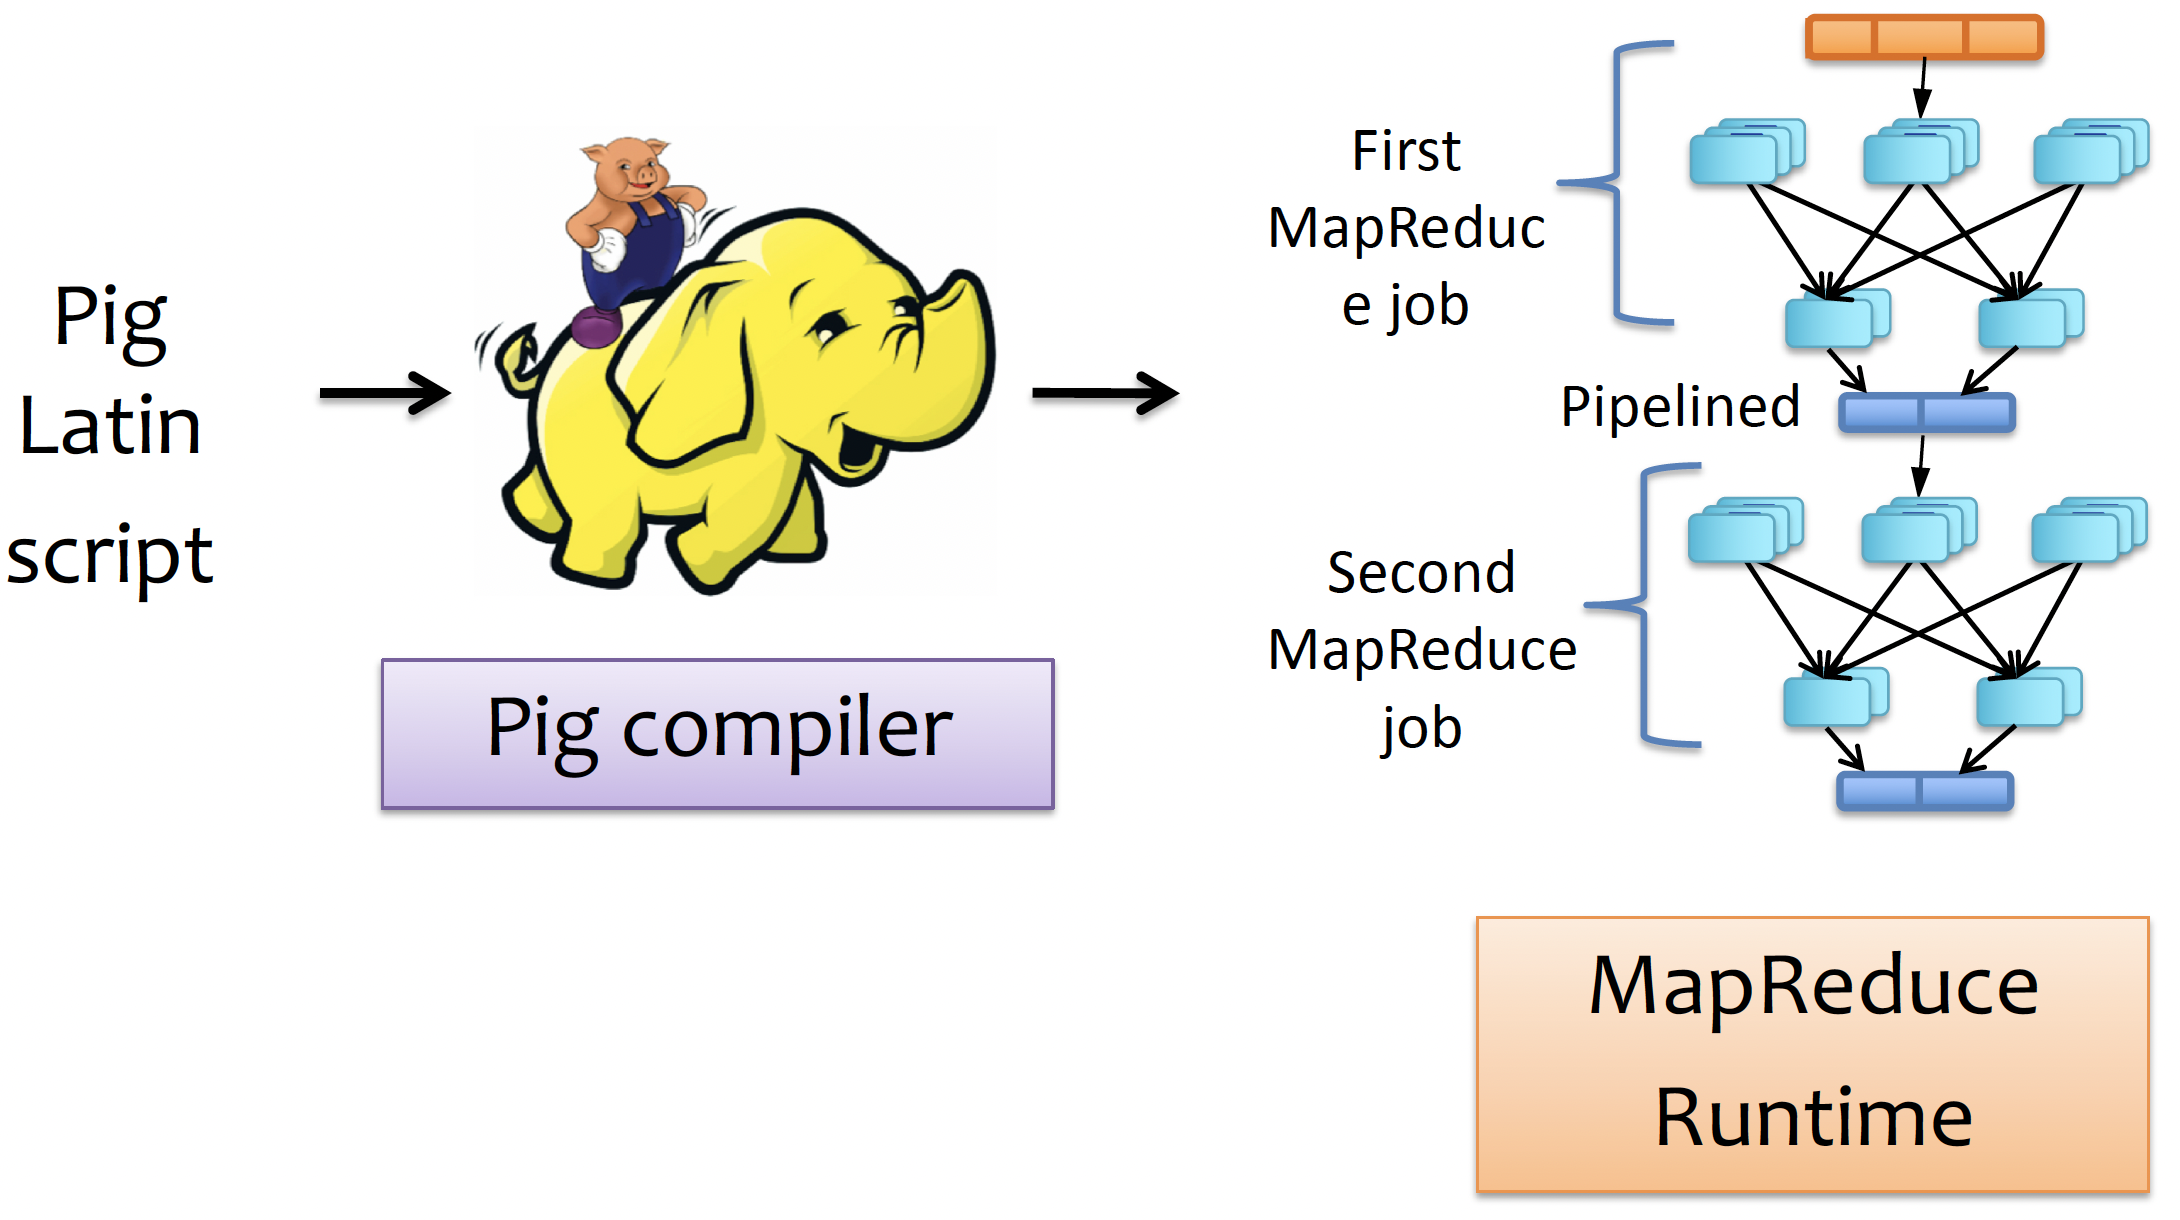 Pig
Latin
script
Pig compiler
First
MapReduc
e job
Pipelined
Second
MapReduce
job
MapReduce
Runtime